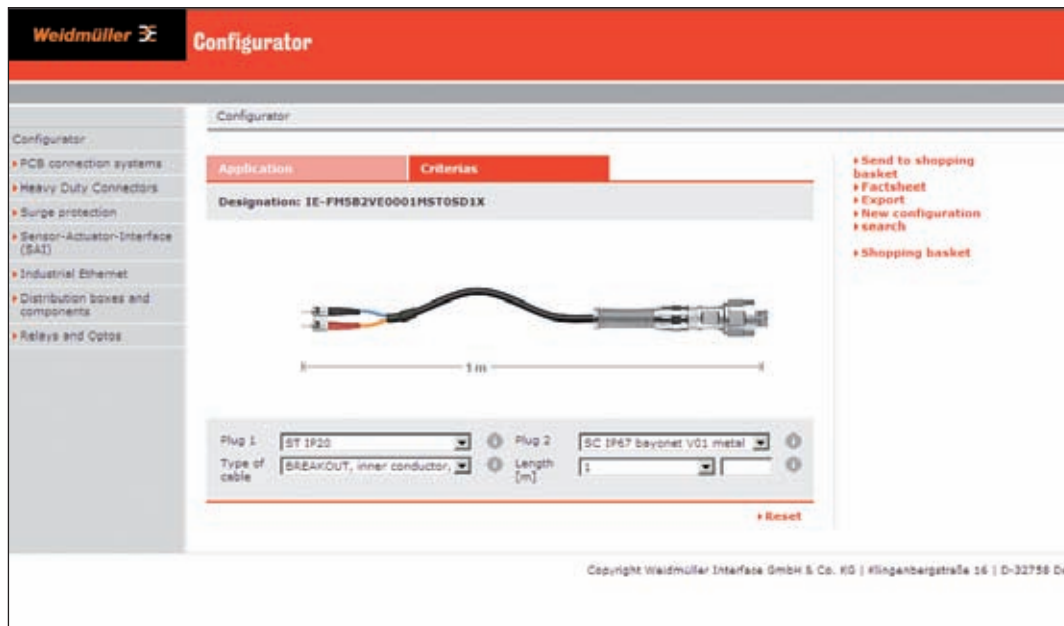 Weidmüller
Configurator
Configurator
Configurator
PCB connection systems
Heavy Duty Connectors
Surge protection
Sensor-Actuator-Interface
(SAI)
Industrial Ethernet
Distribution boxes and
components
Relays and Optos
Application
Criterias
Designation: IE-FM5B2VE0001MST0SD1X
1 m
Plug 1
ST IP20
Plug 2
SC IP67 bayonet V01 metal
Type of
cable
BREAKOUT, inner conductor,
Length
[m]
1
Reset
Send to shopping
basket
Factsheet
Export
New configuration
search
Shopping basket
Copyright Weidmüller Interface GmbH & Co. KG | Klingenbergstraße 16 | D-32758 De